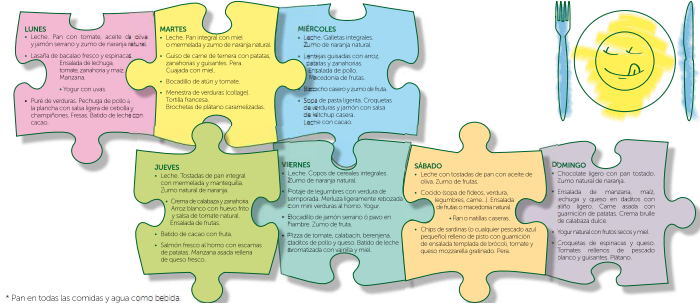 LUNES
• Leche. Pan con tomate, aceite de oliva
y jamón serrano y zumo de naranja natural.
• Lasaña de bacalao fresco y espinacas.
Ensalada de lechuga,
tomate, zanahoria y maíz.
Manzana.
• Yogur con uvas.
• Puré de verduras. Pechuga de pollo a
la plancha con salsa ligera de cebolla y
champiñones. Fresas. Batido de leche con
cacao.
MARTES
• Leche. Pan integral con miel
o mermelada y zumo de naranja natural.
• Guiso de carne de ternera con patatas,
zanahorias y guisantes. Pera.
Cuajada con miel.
• Bocadillo de atún y tomate.
• Menestra de verduras (collage).
Tortilla francesa.
Brochetas de plátano caramelizadas.
MIÉRCOLES
• Leche. Galletas integrales.
Zumo de naranja natural.
• Lentejas guisadas con arroz,
patatas y zanahorias.
Ensalada de pollo.
Macedonia de frutas.
• Bizcocho casero y zumo de fruta.
• Sopa de pasta ligera. Croquetas
de verduras y jamón con salsa
de ketchup casera.
Leche con cacao.
JUEVES
• Leche. Tostadas de pan integral
con mermelada y mantequilla.
Zumo natural de naranja.
• Crema de calabaza y zanahoria.
Arroz blanco con huevo frito
y salsa de tomate natural.
Ensalada de frutas.
• Batido de cacao con fruta.
• Salmón fresco al horno con escamas
de patatas. Manzana asada rellena
de queso fresco.
VIERNES
• Leche. Copos de cereales integrales.
Zumo de naranja natural.
• Potaje de legumbres con verdura de
temporada. Merluza ligeramente rebozada
con mini verduras al horno. Yogur.
• Bocadillo de jamón serrano o pavo en
fiambre. Zumo de fruta.
• Pizza de tomate, calabacín, berenjena,
daditos de pollo y queso. Batido de leche
aromatizada con vainilla y miel.
SÁBADO
• Leche con tostadas de pan con aceite de
oliva. Zumo de frutas.
• Cocido (sopa de fideos, verdura,
legumbres, carne...). Ensalada
de frutas o macedonia natural.
• Flan o natillas caseras.
• Chips de sardinas (o cualquier pescado azul
pequeño) relleno de pisto con guarnición
de ensalada templada de brócoli, tomate y
queso mozzarella gratinado. Pera.
DOMINGO
• Chocolate ligero con pan tostado.
Zumo natural de naranja.
• Ensalada de manzana, maíz,
lechuga y queso en daditos con
aliño ligero. Carne asada con
guarnición de patatas. Crema brulle
de calabaza dulce.
• Yogur natural con frutos secos y miel.
• Croquetas de espinacas y queso.
Tomates rellenos de pescado
blanco y guisantes. Plátano.
* Pan en todas las comidas y agua como bebida.